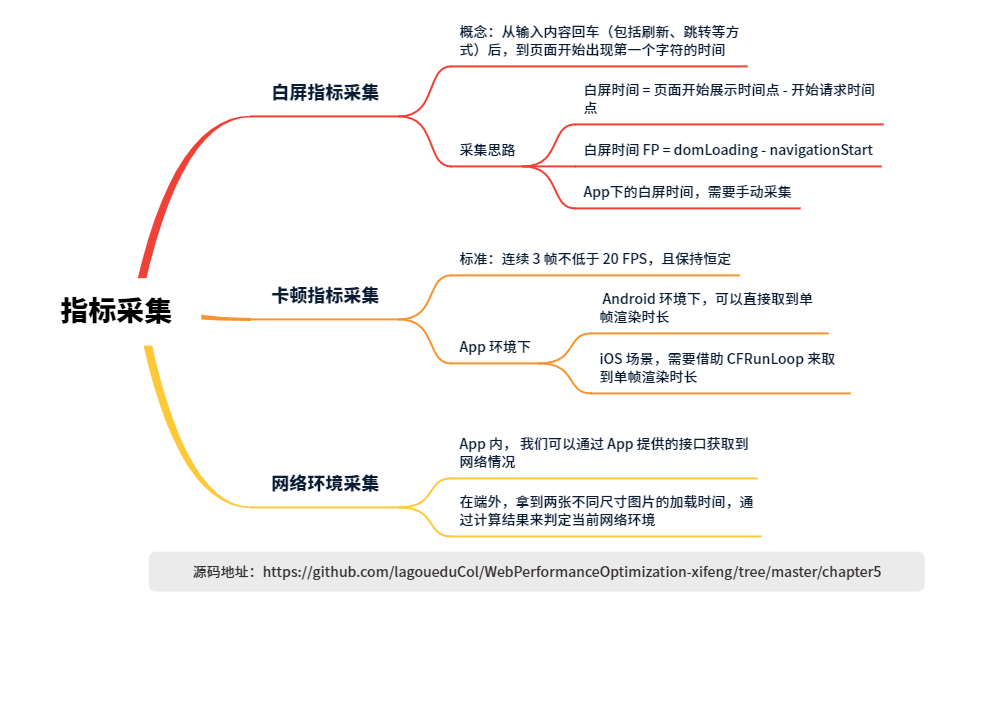 指标采集
白屏指标采集
概念：从输入内容回车（包括刷新、跳转等方
式）后，到页面开始出现第一个字符的时间
采集思路
白屏时间 = 页面开始展示时间点 - 开始请求时间
点
白屏时间 FP = domLoading - navigationStart
App下的白屏时间，需要手动采集
卡顿指标采集
标准：连续 3 帧不低于 20 FPS，且保持恒定
App 环境下
Android 环境下，可以直接取到单
帧渲染时长
iOS 场景，需要借助 CFRunLoop 来取
到单帧渲染时长
网络环境采集
App 内， 我们可以通过 App 提供的接口获取到
网络情况
在端外，拿到两张不同尺寸图片的加载时间，通
过计算结果来判定当前网络环境
源码地址：https://github.com/lagoueduCol/WebPerformanceOptimization-xifeng/tree/master/chapter5